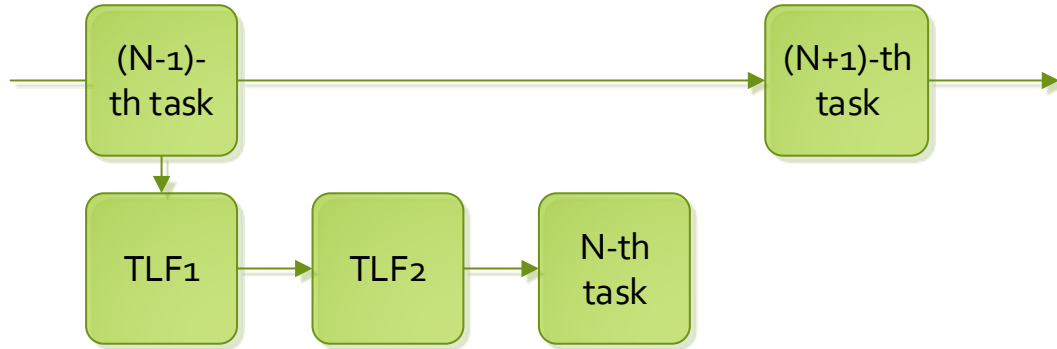 (N-1)-
th task
(N+1)-th
task
TLF1
TLF2
N-th
task